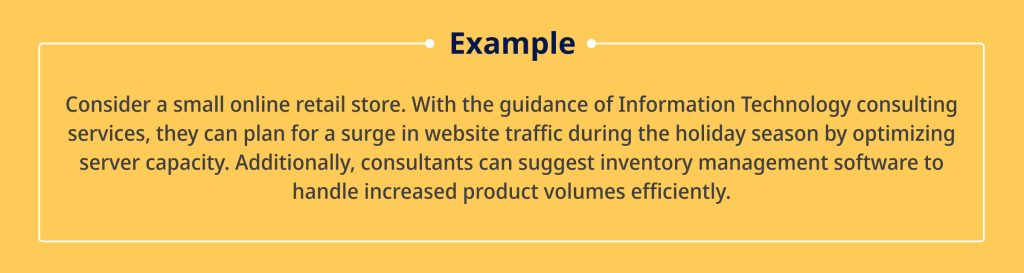 Example
Consider a small online retail store. With the guidance of Information Technology consulting
services, they can plan for a surge in website traffic during the holiday season by optimizing
server capacity. Additionally, consultants can suggest inventory management software to
handle increased product volumes efficiently.